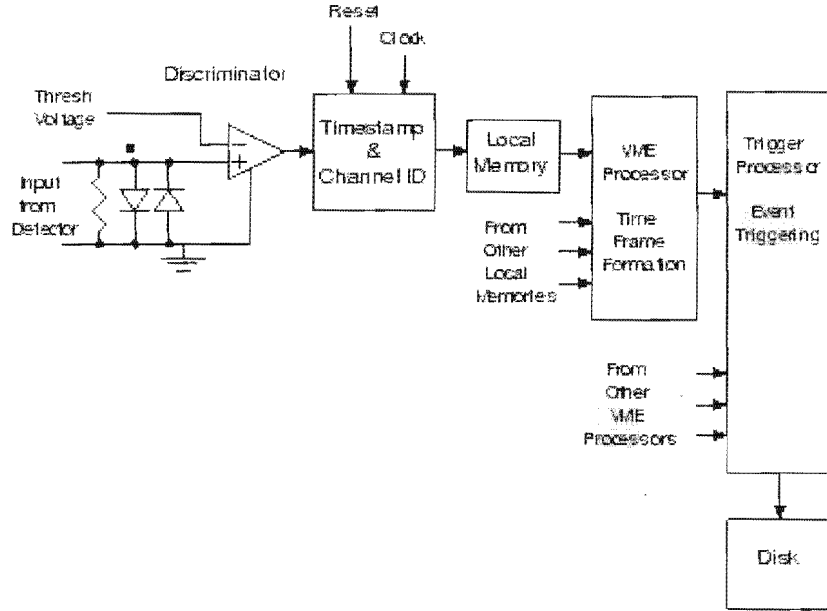 Reset
Clock
Discriminator
Thresh
Voltage
Input
from
Detector
Timestamp
&
Channel ID
Local
Memory
VME
Processor
Time
Frame
Formation
From
Other
Local
Memories
Trigger
Processor
Event
Triggering
From
Other
VME
Processors
Disk